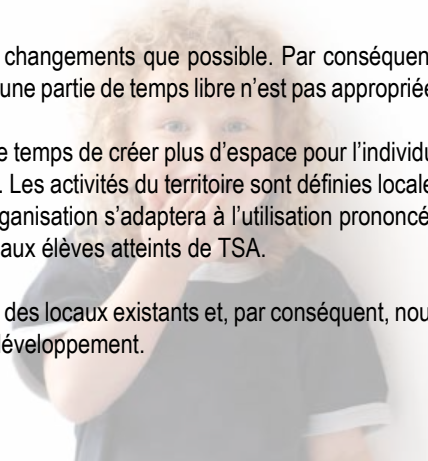 changements que possible. Par conséquen
une partie de temps libre n'est pas appropriée
e temps de créer plus d'espace pour l'individu
. Les activités du territoire sont définies locale
ganisation s'adaptera à l'utilisation prononcé
aux élèves atteints de TSA.
des locaux existants et, par conséquent, nou
développement.